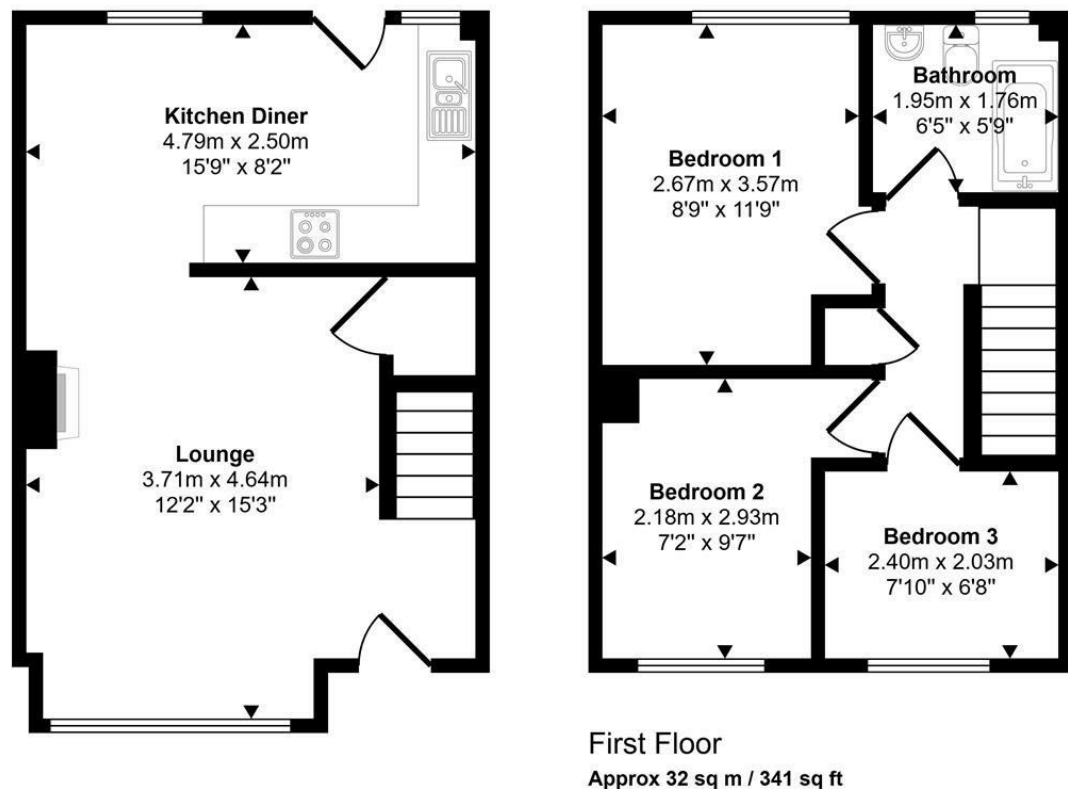 Kitchen Diner
4.79m x 2.50m
15'9" x 8'2"
Lounge
3.71m x 4.64m
12'2" x 15'3"
Bedroom 1
2.67m x 3.57m
8'9" x 11'9"
Bathroom
1.95m x 1.76m
6'5" x 5'9"
Bedroom 2
2.18m x 2.93m
7'2" x 9'7"
Bedroom 3
2.40m x 2.03m
7'10" x 6'8"
First Floor
Approx 32 sq m / 341 sq ft